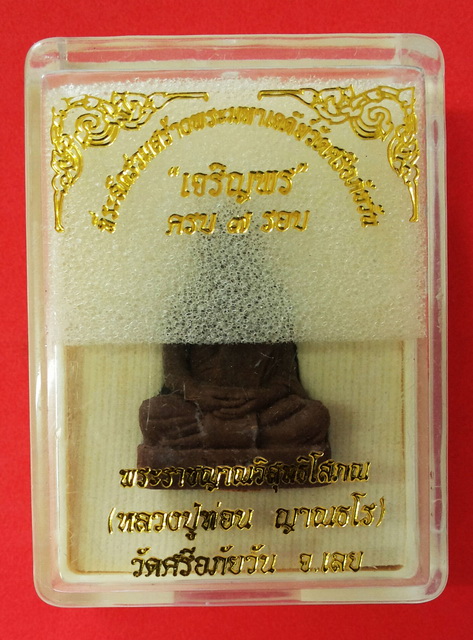 ที่ระลึกร่วมสร้างพระมหาเจดีย์วัดศรีอภัยวัน
"เจริญพร"
ครบ ๗ รอบ
พระราชญาณวิสุทธิโสภณ
(หลวงปู่ท่อน ญาณธโร)
วัดศรีอภัยวัน จ.เลย